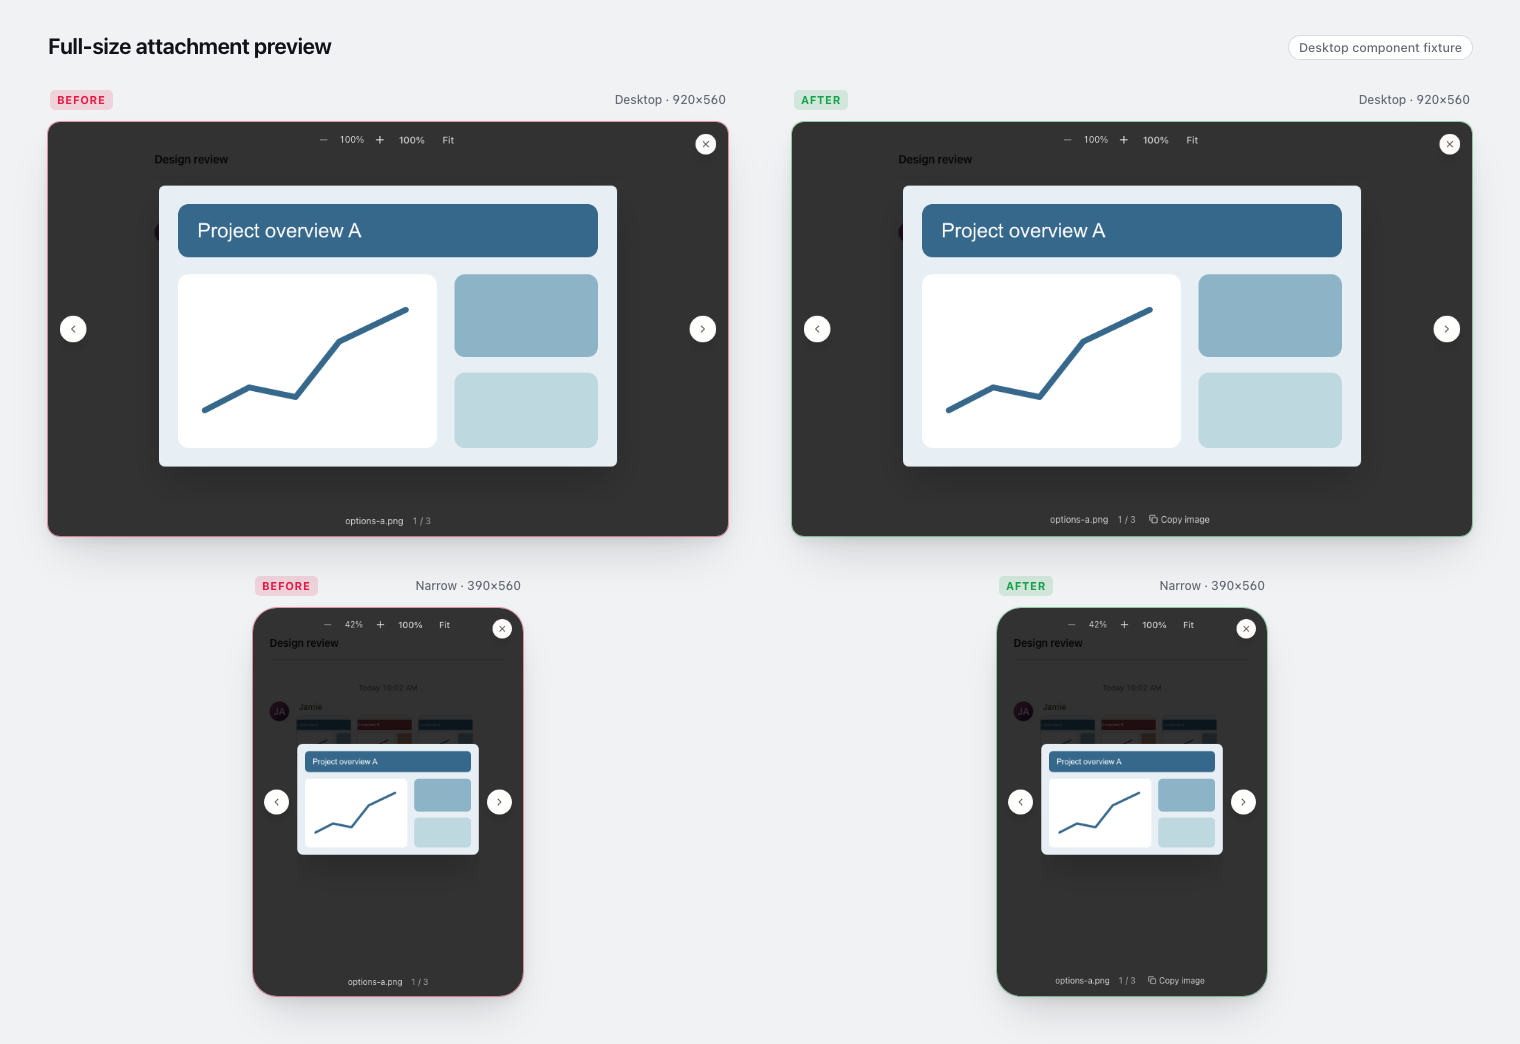 Full-size attachment preview
Desktop component fixture
BEFORE
Desktop · 920×560
— 100% + 100% Fit
Design review
Project overview A
options-a.png 1 / 3
AFTER
Desktop · 920×560
— 100% + 100% Fit
Design review
Project overview A
options-a.png 1 / 3 Copy image
BEFORE
Narrow · 390×560
— 42% + 100% Fit
Design review
Today 10:02 AM
JA
Jamie
Project overview A
options-a.png 1 / 3
AFTER
Narrow · 390×560
— 42% + 100% Fit
Design review
Today 10:02 AM
JA
Jamie
Project overview A
options-a.png 1 / 3 Copy image